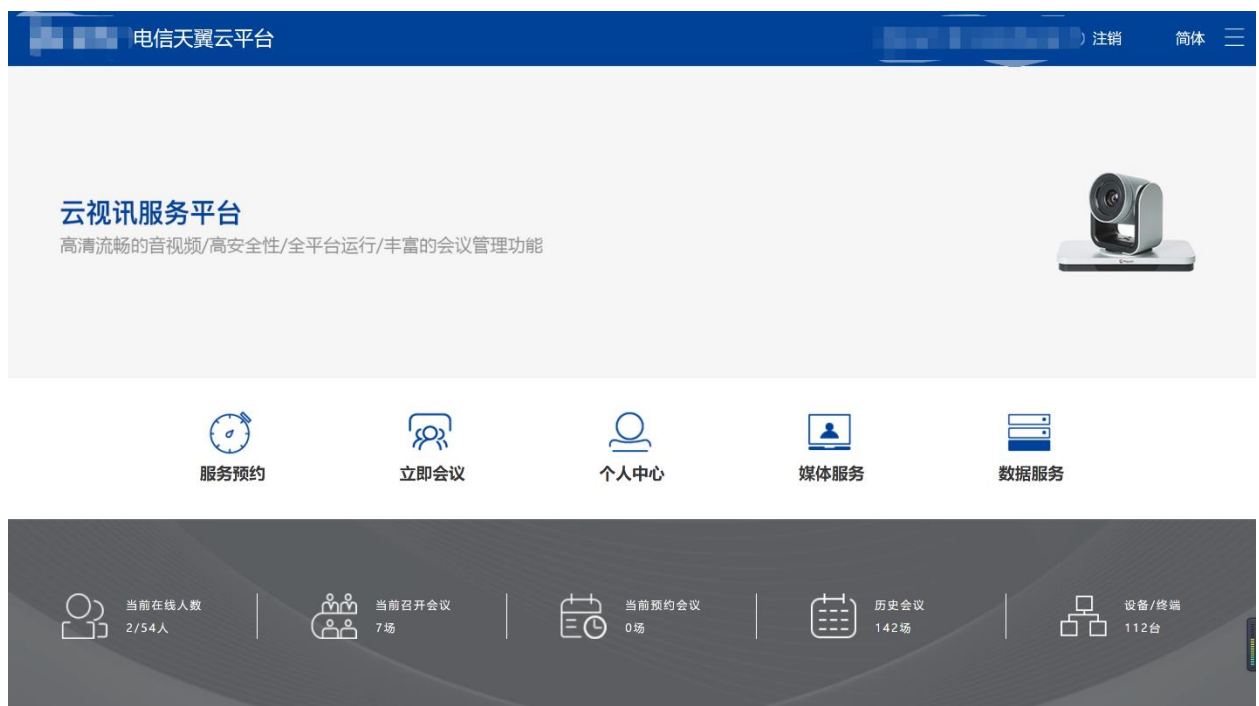 电信天翼云平台
注销
简体
云视讯服务平台
高清流畅的音视频/高安全性/全平台运行/丰富的会议管理功能
服务预约
立即会议
个人中心
媒体服务
数据服务
当前在线人数
2/54人
当前召开会议
7场
当前预约会议
0场
历史会议
142场
设备/终端
112台